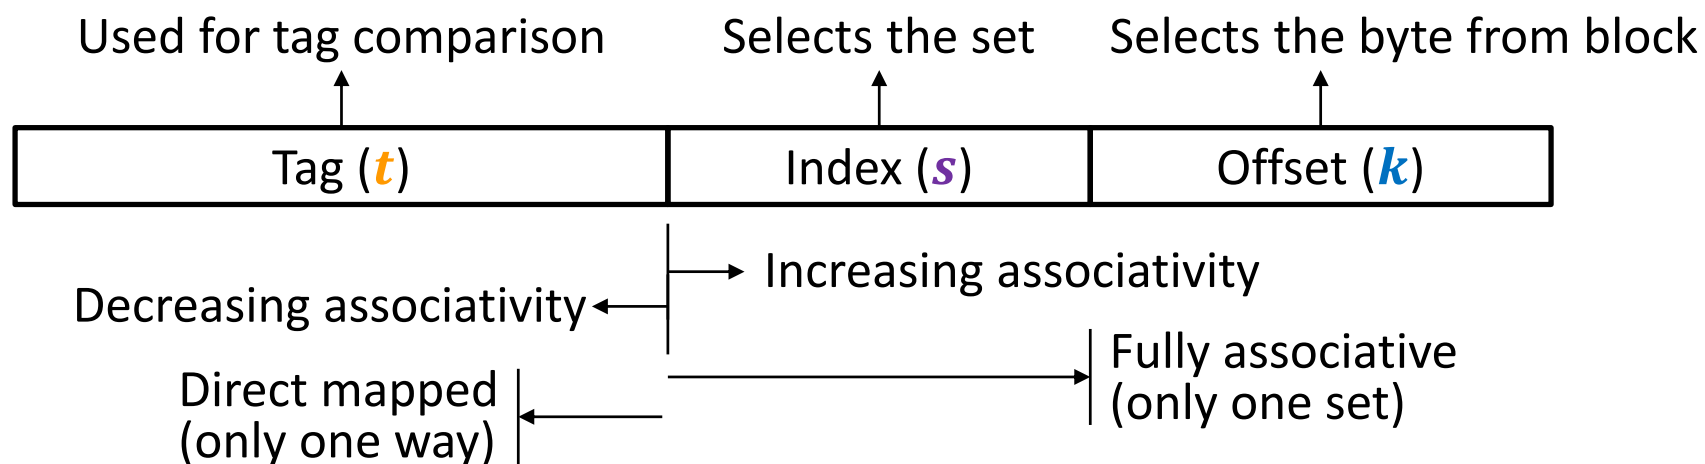 Used for tag comparison
Selects the set
Selects the byte from block
Tag (t)
Index (s)
Offset (k)
Increasing associativity
Decreasing associativity
Fully associative
(only one set)
Direct mapped
(only one way)